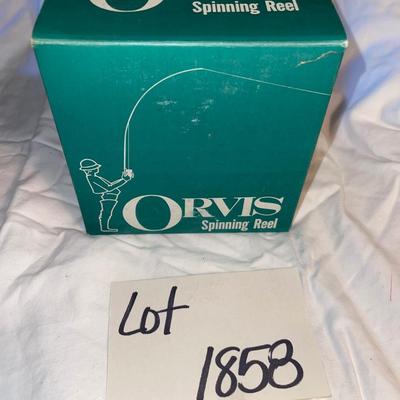 Spinning Reel
ORVIS
Spinning Reel
Lot
1858